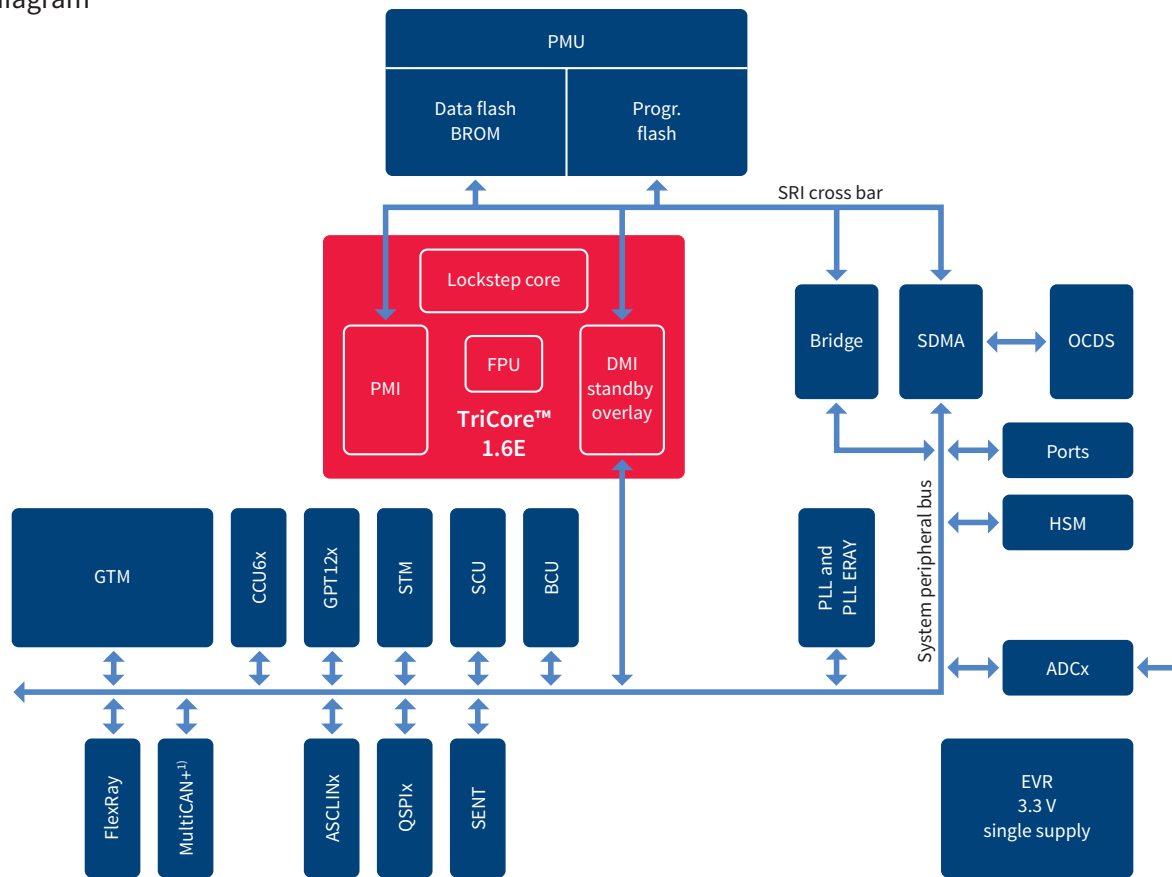 diagram
PMU
Data flash
BROM
Progr.
flash
SRI cross bar
Lockstep core
PMI
FPU
TriCore™
1.6E
DMI
standby
overlay
Bridge
SDMA
OCDS
Ports
HSM
System peripheral bus
GTM
CCU6x
GPT12x
STM
SCU
BCU
PLL and
PLL ERAY
ADCx
FlexRay
MultiCAN+¹⁾
ASCLINx
QSPIx
SENT
EVR
3.3 V
single supply